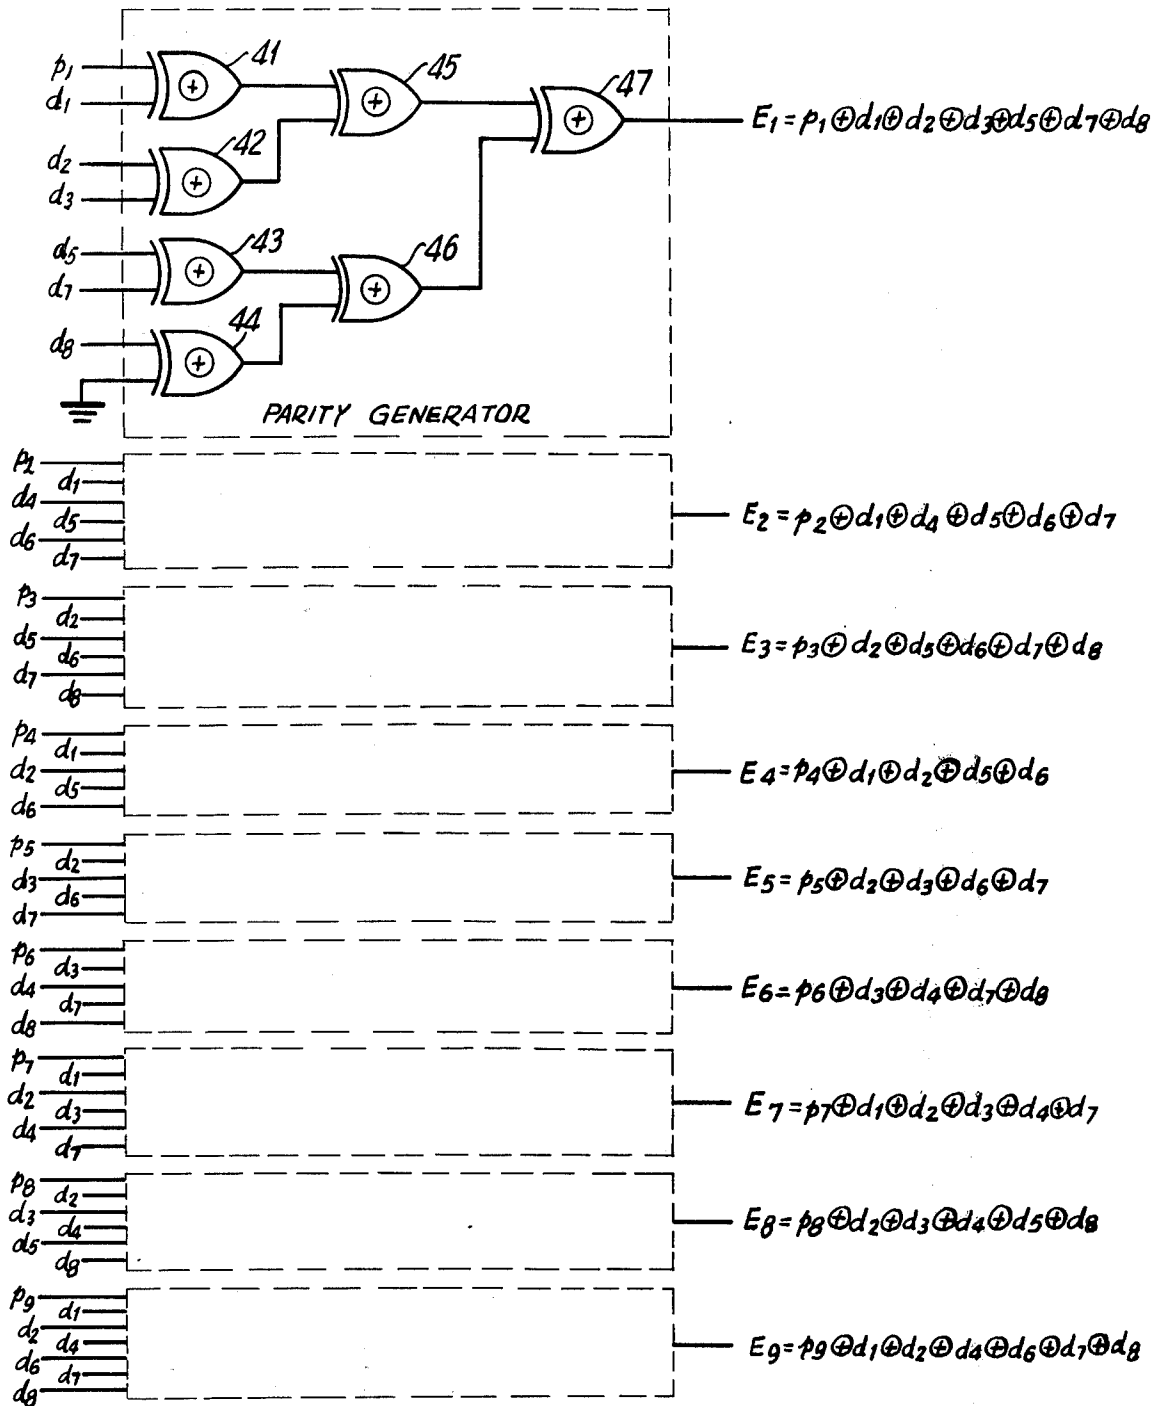 p1
d1
41
45
47
E1 = p1⊕d1⊕d2⊕d3⊕d5⊕d7⊕d8
d2
d3
42
d5
d7
43
46
d8
44
PARITY GENERATOR
p2
d1
d4
d5
d6
d7
E2 = p2⊕d1⊕d4⊕d5⊕d6⊕d7
p3
d2
d5
d6
d7
d8
E3 = p3⊕d2⊕d5⊕d6⊕d7⊕d8
p4
d1
d2
d5
d6
E4 = p4⊕d1⊕d2⊕d5⊕d6
p5
d2
d3
d6
d7
E5 = p5⊕d2⊕d3⊕d6⊕d7
p6
d3
d4
d7
d8
E6 = p6⊕d3⊕d4⊕d7⊕d8
p7
d1
d2
d3
d4
d7
E7 = p7⊕d1⊕d2⊕d3⊕d4⊕d7
p8
d2
d3
d4
d5
d8
E8 = p8⊕d2⊕d3⊕d4⊕d5⊕d8
p9
d1
d2
d4
d6
d7
d8
E9 = p9⊕d1⊕d2⊕d4⊕d6⊕d7⊕d8